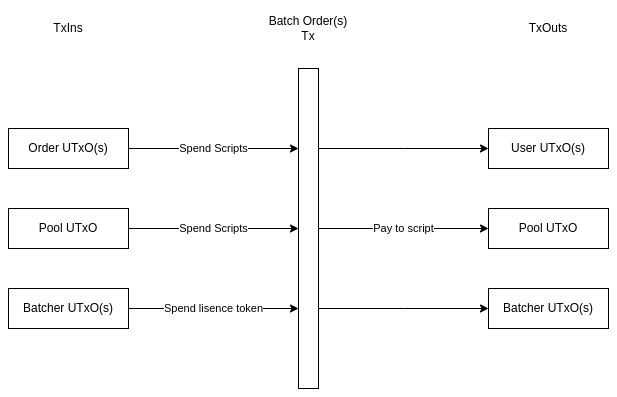 TxIns
Batch Order(s)
Tx
TxOuts
Order UTxO(s)
Spend Scripts
User UTxO(s)
Pool UTxO
Spend Scripts
Pay to script
Pool UTxO
Batcher UTxO(s)
Spend lisence token
Batcher UTxO(s)